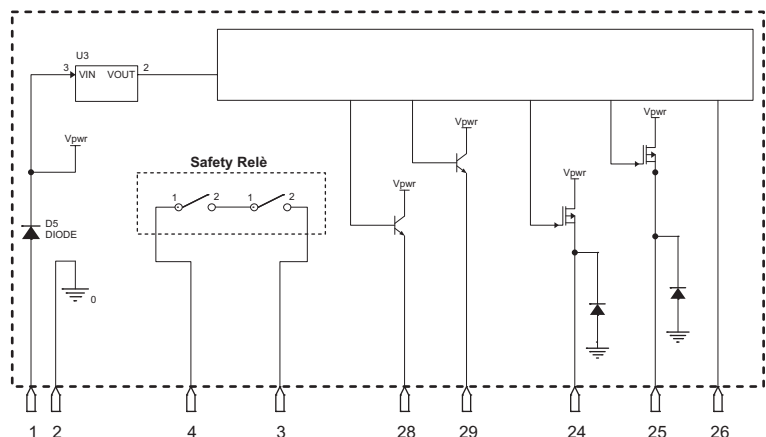 U3
3 VIN VOUT 2
Vpwr
Vpwr
Safety Relè
Vpwr
Vpwr
Vpwr
1 2 1 2
D5
DIODE
0
1 2 4 3 28 29 24 25 26